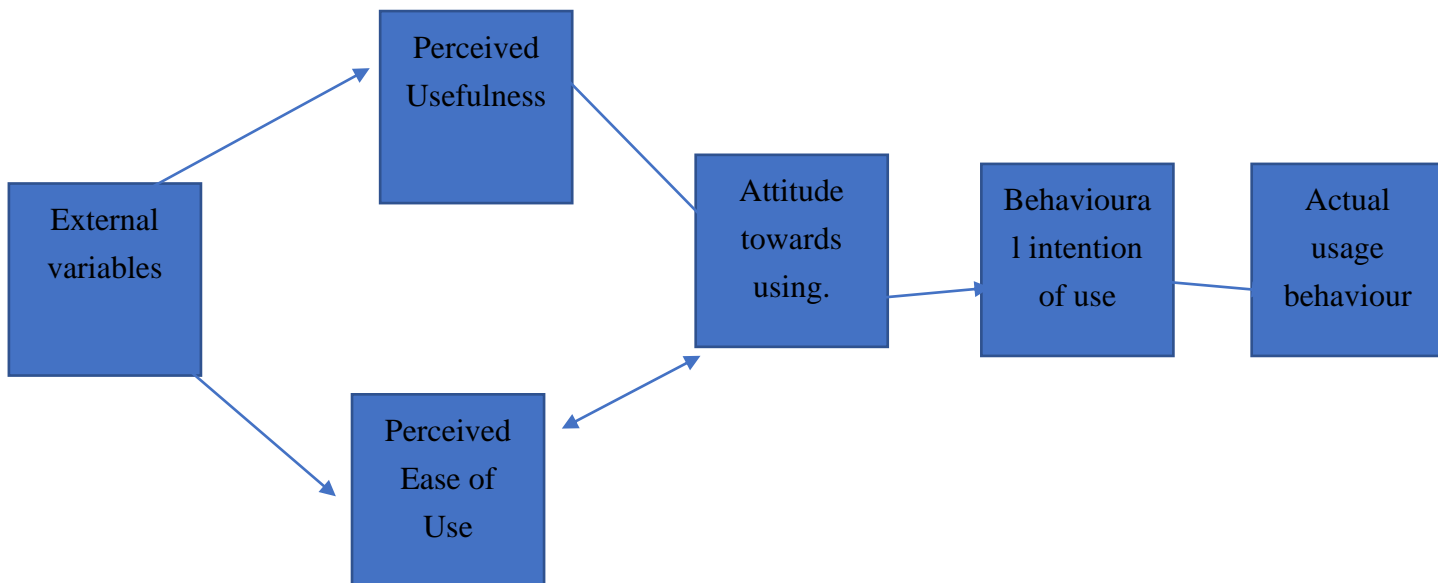 Perceived
Usefulness
External
variables
Attitude
towards
using.
Behavioura
l intention
of use
Actual
usage
behaviour
Perceived
Ease of
Use